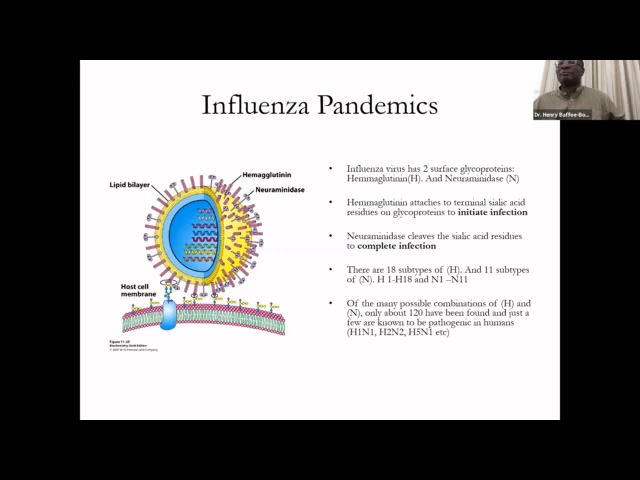 Influenza Pandemics
Dr. Henry Baffoe-Bo...
Lipid bilayer
Hemagglutinin
Neuraminidase
Host cell
membrane
• Influenza virus has 2 surface glycoproteins:
Hemmaglutinin(H). And Neuraminidase (N)
• Hemmaglutinin attaches to terminal sialic acid
residues on glycoproteins to initiate infection
• Neuraminidase cleaves the sialic acid residues
to complete infection
• There are 18 subtypes of (H). And 11 subtypes
of (N). H 1-H18 and N1 –N11
• Of the many possible combinations of (H) and
(N), only about 120 have been found and just a
few are known to be pathogenic in humans
(H1N1, H2N2, H5N1 etc)